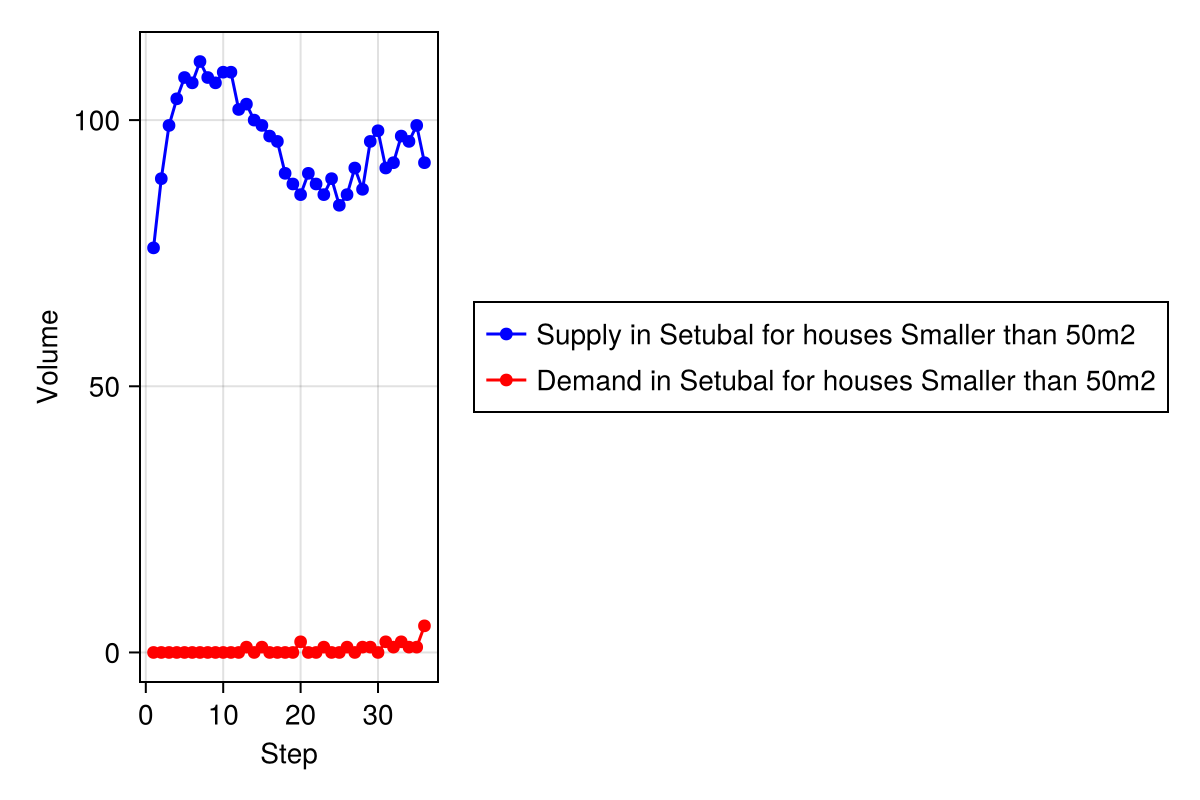 100
50
0
Volume
0 10 20 30
Step
Supply in Setubal for houses Smaller than 50m2
Demand in Setubal for houses Smaller than 50m2